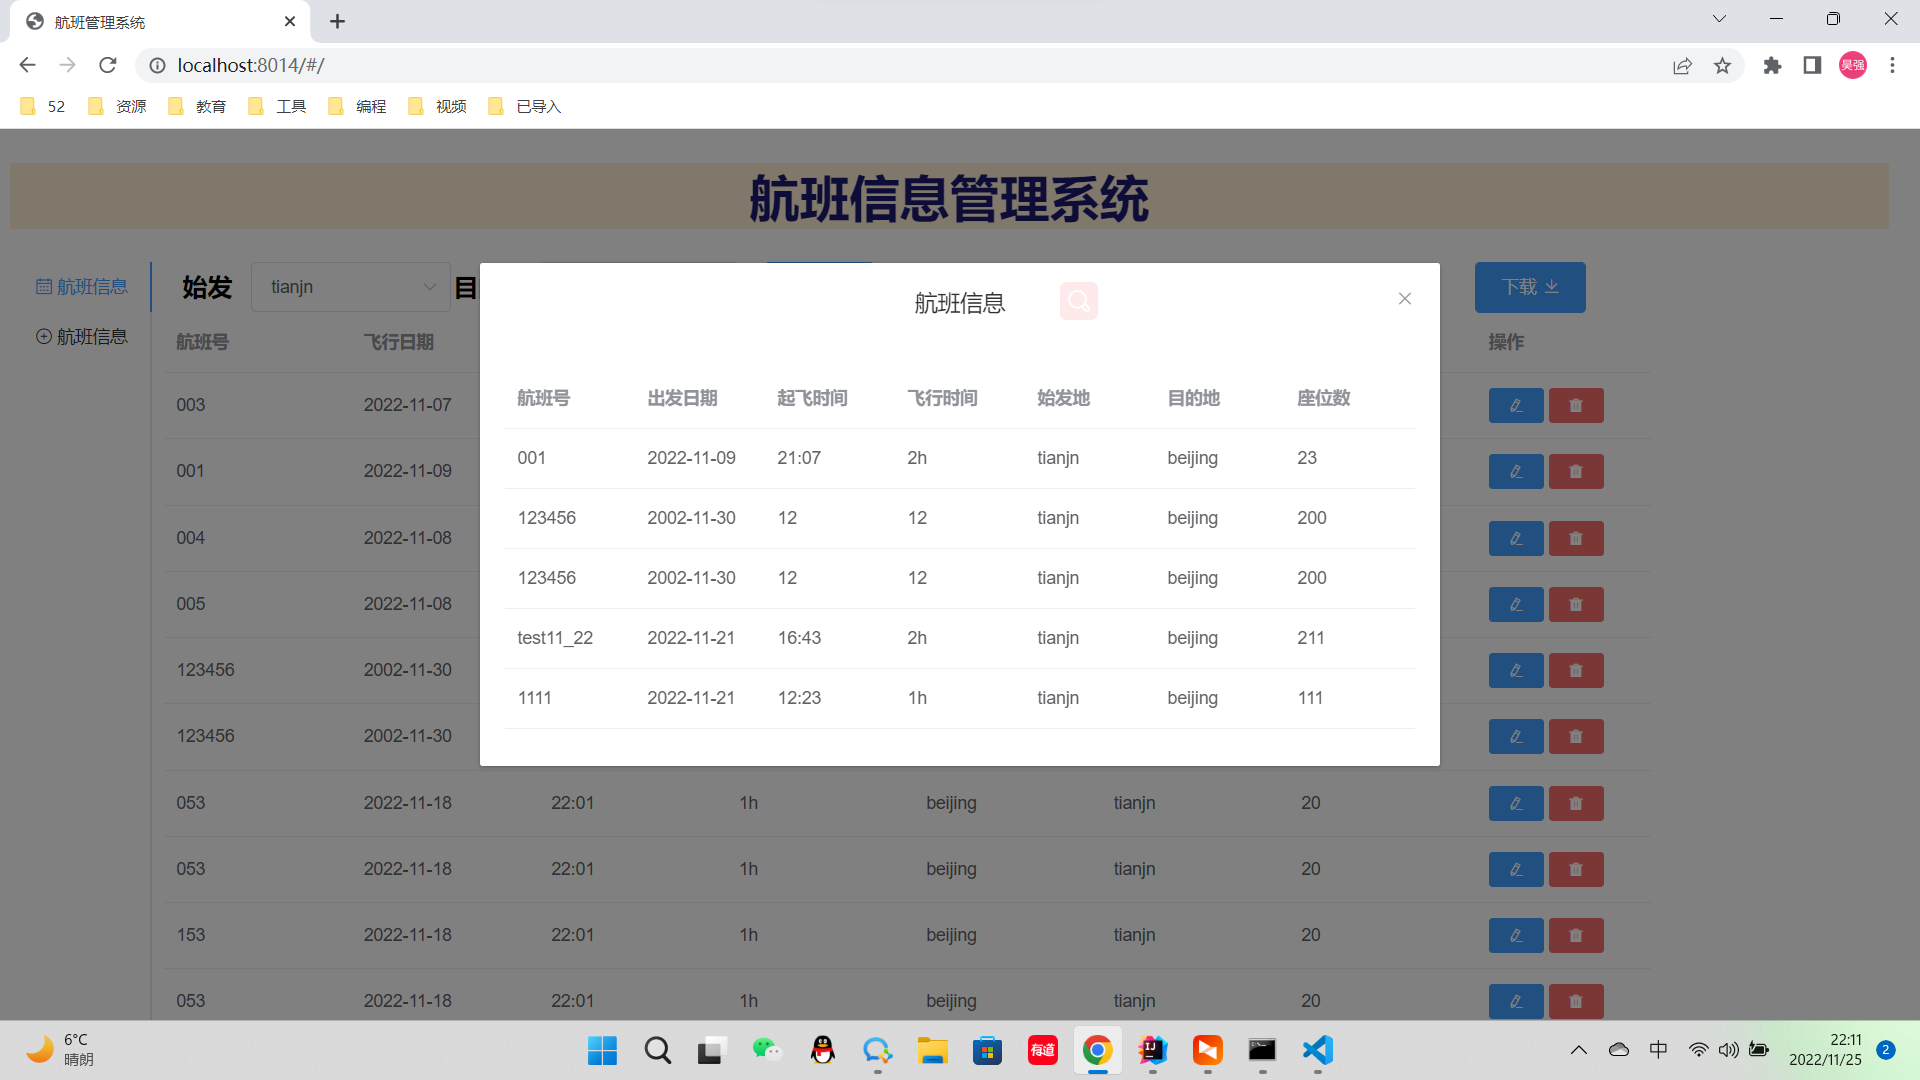 航班管理系统
localhost:8014/#/
昊强
52 资源 教育 工具 编程 视频 已导入
航班信息管理系统
航班信息
航班信息
始发 tianjn
下载
航班号 飞行日期 操作
003 2022-11-07
001 2022-11-09
004 2022-11-08
005 2022-11-08
123456 2002-11-30
123456 2002-11-30
053 2022-11-18 22:01 1h beijing tianjn 20
053 2022-11-18 22:01 1h beijing tianjn 20
153 2022-11-18 22:01 1h beijing tianjn 20
053 2022-11-18 22:01 1h beijing tianjn 20
航班信息
航班号 出发日期 起飞时间 飞行时间 始发地 目的地 座位数
001 2022-11-09 21:07 2h tianjn beijing 23
123456 2002-11-30 12 12 tianjn beijing 200
123456 2002-11-30 12 12 tianjn beijing 200
test11_22 2022-11-21 16:43 2h tianjn beijing 211
1111 2022-11-21 12:23 1h tianjn beijing 111
6°C
晴朗
有道
IJ
中
22:11
2022/11/25
2